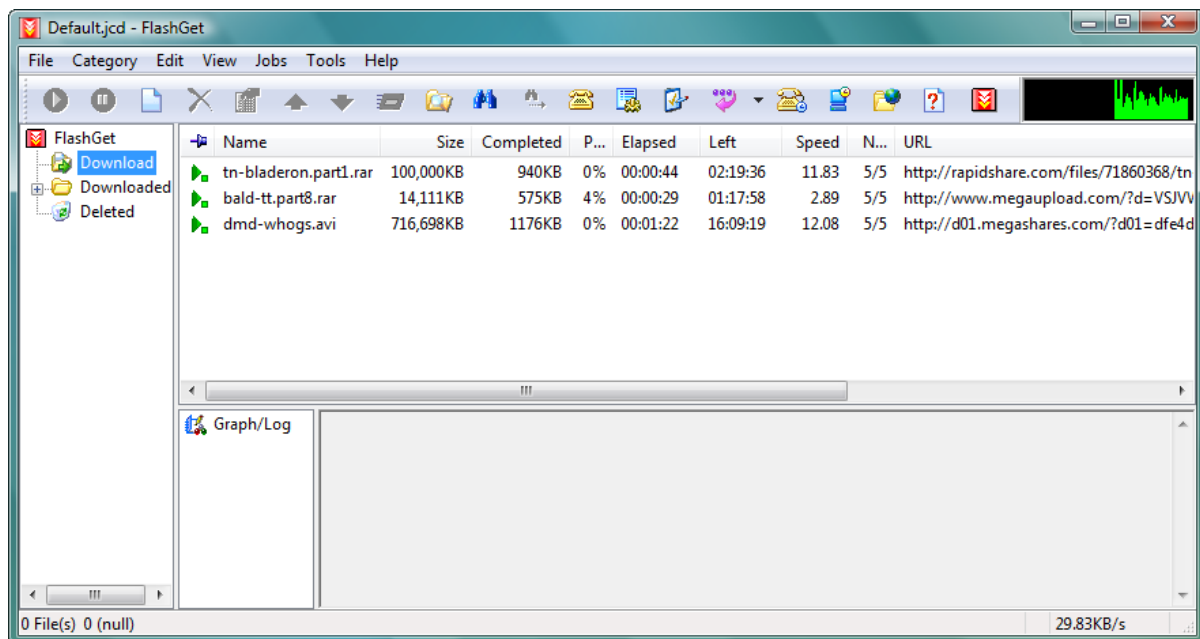 Default.jcd - FlashGet
File Category Edit View Jobs Tools Help
FlashGet
Download
Downloaded
Deleted
Name Size Completed P... Elapsed Left Speed N... URL
tn-bladeron.part1.rar 100,000KB 940KB 0% 00:00:44 02:19:36 11.83 5/5 http://rapidshare.com/files/71860368/tn
bald-tt.part8.rar 14,111KB 575KB 4% 00:00:29 01:17:58 2.89 5/5 http://www.megaupload.com/?d=VSJVV
dmd-whogs.avi 716,698KB 1176KB 0% 00:01:22 16:09:19 12.08 5/5 http://d01.megashares.com/?d01=dfe4d
Graph/Log
0 File(s) 0 (null) 29.83KB/s